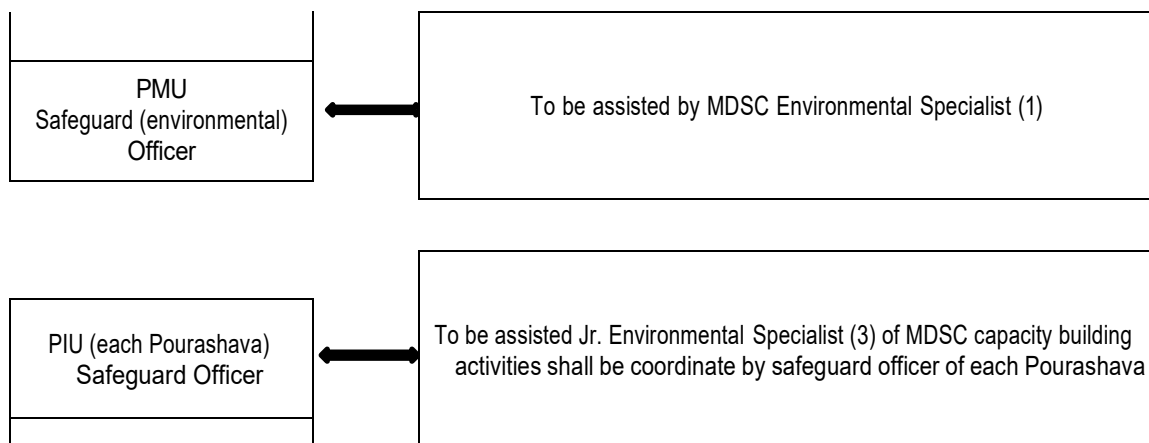 PMU
Safeguard (environmental)
Officer
To be assisted by MDSC Environmental Specialist (1)
PIU (each Pourashava)
Safeguard Officer
To be assisted Jr. Environmental Specialist (3) of MDSC capacity building
activities shall be coordinate by safeguard officer of each Pourashava